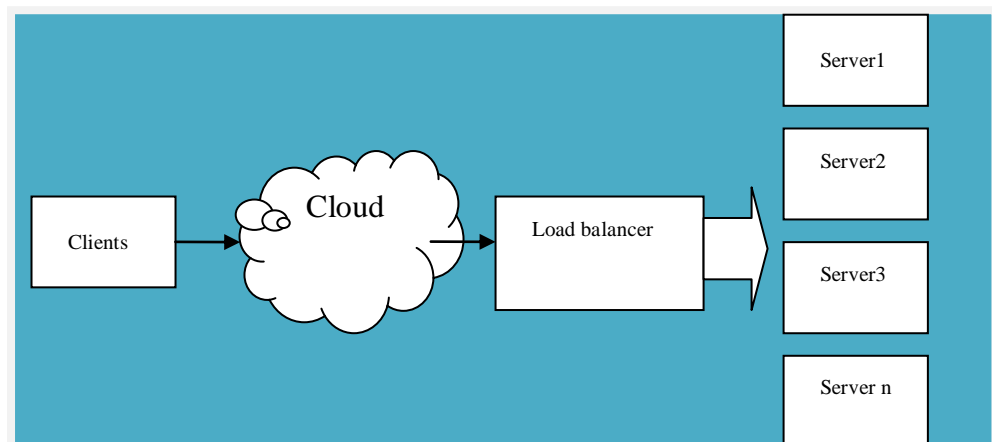 Clients
Cloud
Load balancer
Server1
Server2
Server3
Server n